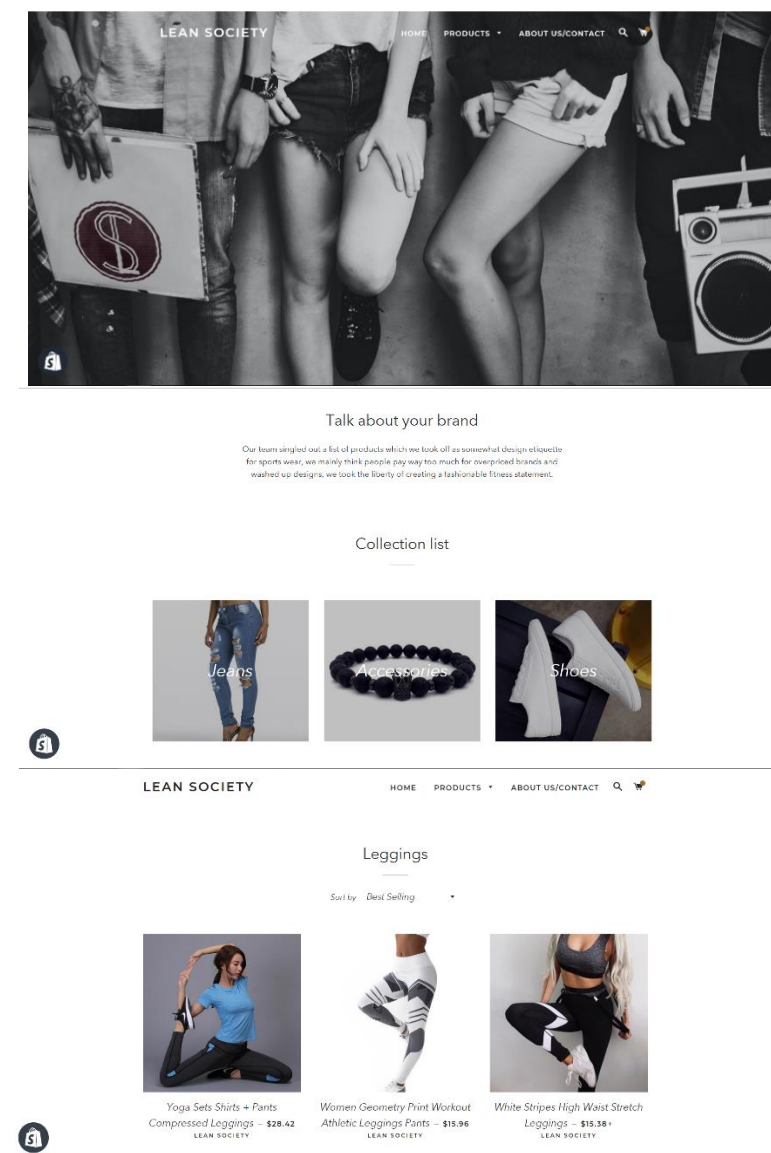 LEAN SOCIETY
HOME PRODUCTS ABOUT US/CONTACT
Talk about your brand
Our team singled out a list of products which we took off as somewhat design etiquette
for sports wear, we mainly think people pay way too much for overpriced brands and
washed up designs, we took the liberty of creating a fashionable fitness statement.
Collection list
Jeans
Accessories
Shoes
LEAN SOCIETY
HOME PRODUCTS ABOUT US/CONTACT
Leggings
Sort by Best Selling
Yoga Sets Shirts + Pants
Compressed Leggings – $28.42
LEAN SOCIETY
Women Geometry Print Workout
Athletic Leggings Pants – $15.96
LEAN SOCIETY
White Stripes High Waist Stretch
Leggings – $15.38+
LEAN SOCIETY